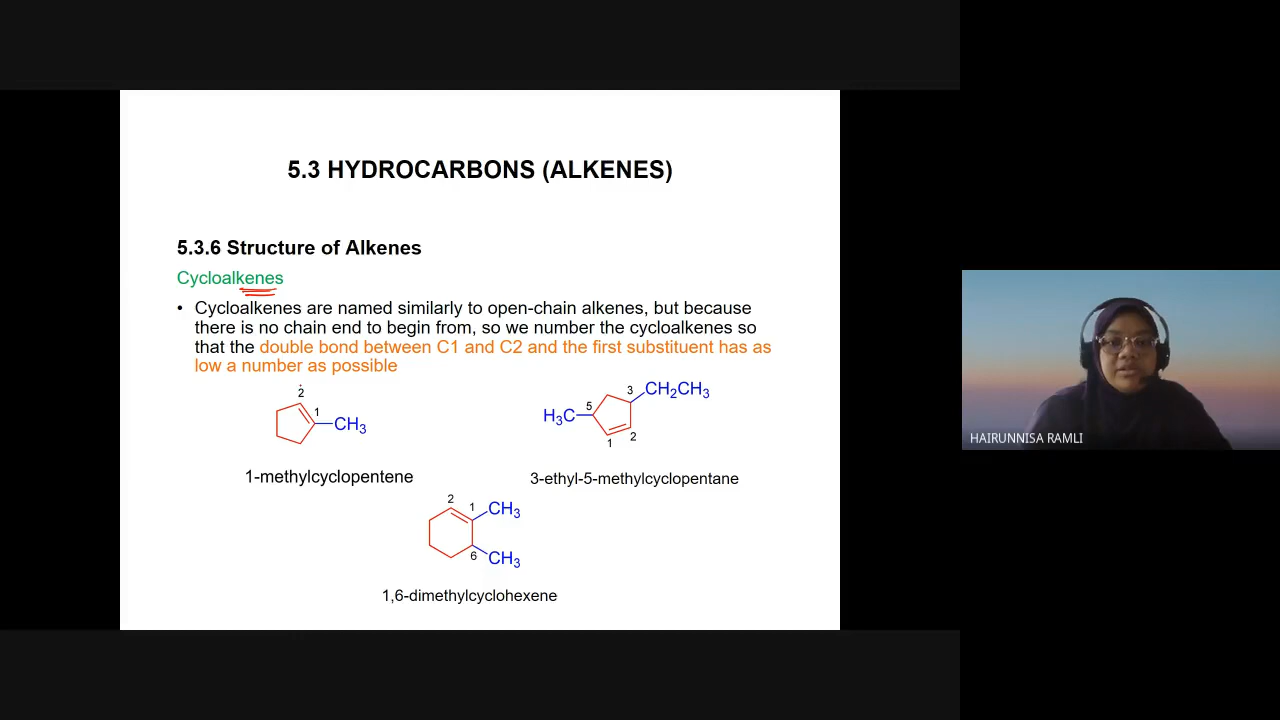 5.3 HYDROCARBONS (ALKENES)
5.3.6 Structure of Alkenes
Cycloalkenes
• Cycloalkenes are named similarly to open-chain alkenes, but because
there is no chain end to begin from, so we number the cycloalkenes so
that the double bond between C1 and C2 and the first substituent has as
low a number as possible
2
1
CH3
1-methylcyclopentene
3
CH2CH3
5
H3C
1
2
3-ethyl-5-methylcyclopentane
2
1
CH3
6
CH3
1,6-dimethylcyclohexene
HAIRUNNISA RAMLI